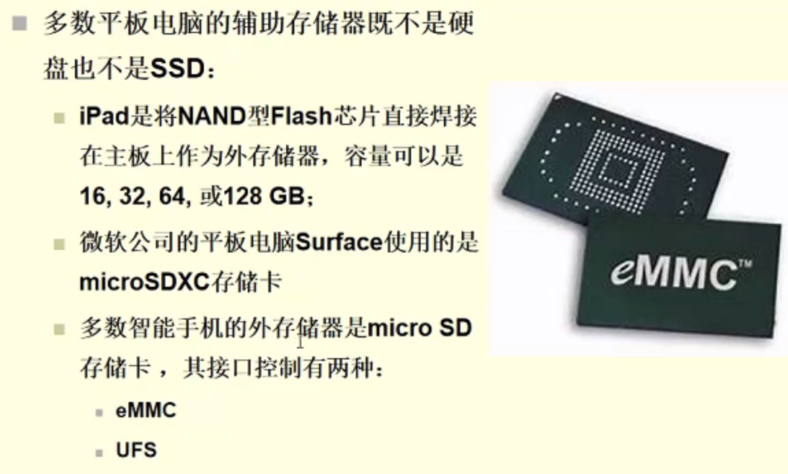 多数平板电脑的辅助存储器既不是硬
盘也不是SSD：
iPad是将NAND型Flash芯片直接焊接
在主板上作为外存储器，容量可以是
16, 32, 64, 或128 GB；
微软公司的平板电脑Surface使用的是
microSDXC存储卡
多数智能手机的外存储器是micro SD
存储卡 ，其接口控制有两种：
eMMC
UFS
eMMC™